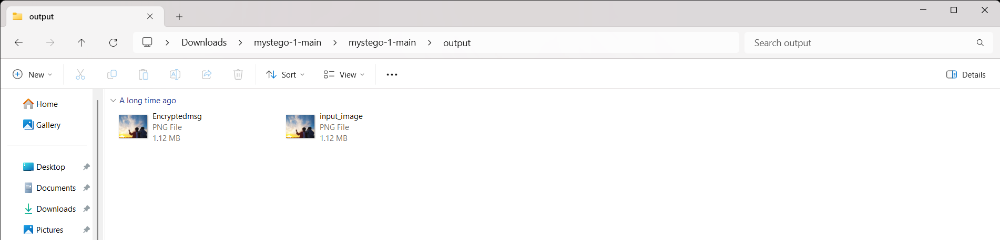 output
Downloads > mystego-1-main > mystego-1-main > output
Search output
New
Sort
View
Details
Home
Gallery
Desktop
Documents
Downloads
Pictures
A long time ago
Encryptedmsg
PNG File
1.12 MB
input_image
PNG File
1.12 MB